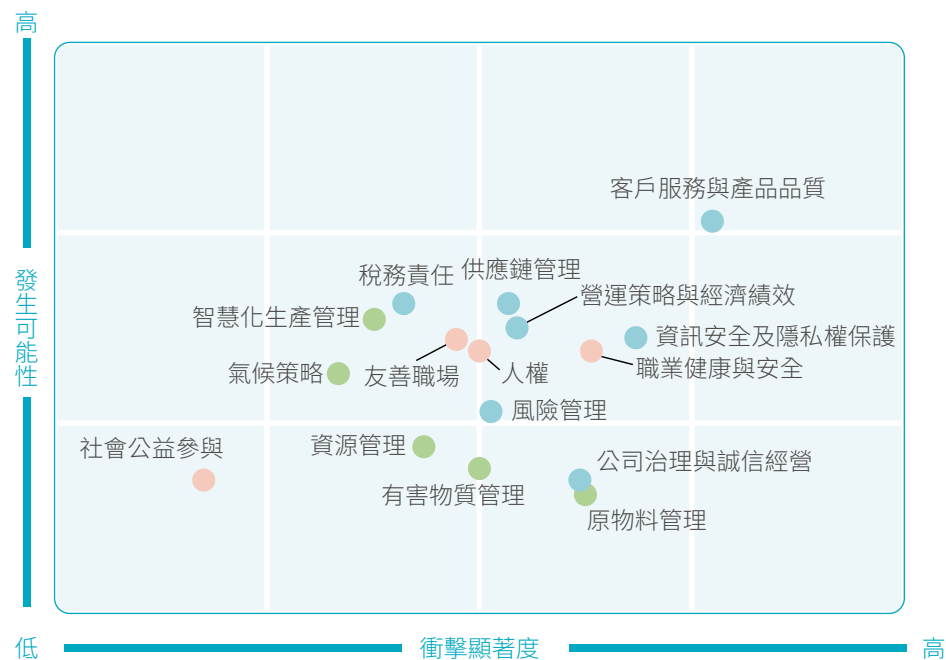 高
客戶服務與產品品質
稅務責任
供應鏈管理
營運策略與經濟績效
智慧化生產管理
資訊安全及隱私權保護
職業健康與安全
氣候策略
友善職場
人權
風險管理
資源管理
社會公益參與
公司治理與誠信經營
有害物質管理
原物料管理
發生可能性
低
衝擊顯著度
高